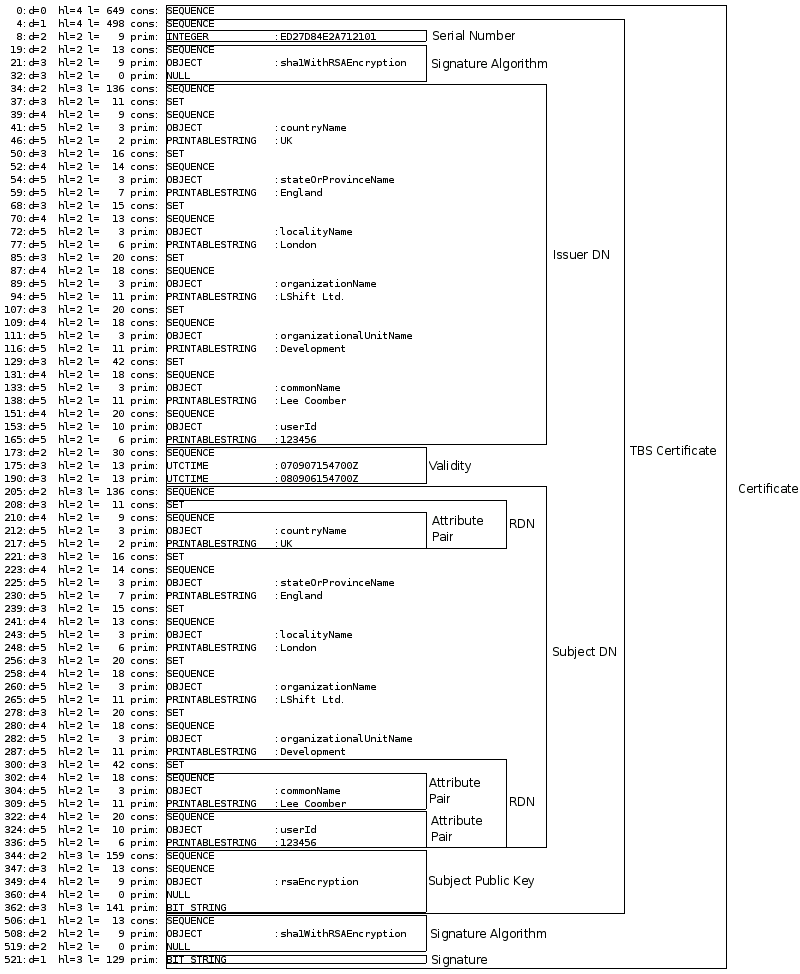 0:d=0 hl=4 l= 649 cons: SEQUENCE
4:d=1 hl=4 l= 498 cons: SEQUENCE
8:d=2 hl=2 l= 9 prim: INTEGER :ED27D84E2A712101 Serial Number
19:d=2 hl=2 l= 13 cons: SEQUENCE
21:d=3 hl=2 l= 9 prim: OBJECT :sha1WithRSAEncryption Signature Algorithm
32:d=3 hl=2 l= 0 prim: NULL
34:d=2 hl=3 l= 136 cons: SEQUENCE
37:d=3 hl=2 l= 11 cons: SET
39:d=4 hl=2 l= 9 cons: SEQUENCE
41:d=5 hl=2 l= 3 prim: OBJECT :countryName
46:d=5 hl=2 l= 2 prim: PRINTABLESTRING :UK
50:d=3 hl=2 l= 16 cons: SET
52:d=4 hl=2 l= 14 cons: SEQUENCE
54:d=5 hl=2 l= 3 prim: OBJECT :stateOrProvinceName
59:d=5 hl=2 l= 7 prim: PRINTABLESTRING :England
68:d=3 hl=2 l= 15 cons: SET
70:d=4 hl=2 l= 13 cons: SEQUENCE
72:d=5 hl=2 l= 3 prim: OBJECT :localityName
77:d=5 hl=2 l= 6 prim: PRINTABLESTRING :London
85:d=3 hl=2 l= 20 cons: SET Issuer DN
87:d=4 hl=2 l= 18 cons: SEQUENCE
89:d=5 hl=2 l= 3 prim: OBJECT :organizationName
94:d=5 hl=2 l= 11 prim: PRINTABLESTRING :LShift Ltd.
107:d=3 hl=2 l= 20 cons: SET
109:d=4 hl=2 l= 18 cons: SEQUENCE
111:d=5 hl=2 l= 3 prim: OBJECT :organizationalUnitName
116:d=5 hl=2 l= 11 prim: PRINTABLESTRING :Development
129:d=3 hl=2 l= 42 cons: SET
131:d=4 hl=2 l= 18 cons: SEQUENCE
133:d=5 hl=2 l= 3 prim: OBJECT :commonName
138:d=5 hl=2 l= 11 prim: PRINTABLESTRING :Lee Coomber
151:d=4 hl=2 l= 20 cons: SEQUENCE
153:d=5 hl=2 l= 10 prim: OBJECT :userId
165:d=5 hl=2 l= 6 prim: PRINTABLESTRING :123456
173:d=2 hl=2 l= 30 cons: SEQUENCE TBS Certificate
175:d=3 hl=2 l= 13 prim: UTCTIME :070907154700Z Validity
190:d=3 hl=2 l= 13 prim: UTCTIME :080906154700Z
205:d=2 hl=3 l= 136 cons: SEQUENCE Certificate
208:d=3 hl=2 l= 11 cons: SET
210:d=4 hl=2 l= 9 cons: SEQUENCE Attribute
212:d=5 hl=2 l= 3 prim: OBJECT :countryName Pair RDN
217:d=5 hl=2 l= 2 prim: PRINTABLESTRING :UK
221:d=3 hl=2 l= 16 cons: SET
223:d=4 hl=2 l= 14 cons: SEQUENCE
225:d=5 hl=2 l= 3 prim: OBJECT :stateOrProvinceName
230:d=5 hl=2 l= 7 prim: PRINTABLESTRING :England
239:d=3 hl=2 l= 15 cons: SET
241:d=4 hl=2 l= 13 cons: SEQUENCE
243:d=5 hl=2 l= 3 prim: OBJECT :localityName
248:d=5 hl=2 l= 6 prim: PRINTABLESTRING :London Subject DN
256:d=3 hl=2 l= 20 cons: SET
258:d=4 hl=2 l= 18 cons: SEQUENCE
260:d=5 hl=2 l= 3 prim: OBJECT :organizationName
265:d=5 hl=2 l= 11 prim: PRINTABLESTRING :LShift Ltd.
278:d=3 hl=2 l= 20 cons: SET
280:d=4 hl=2 l= 18 cons: SEQUENCE
282:d=5 hl=2 l= 3 prim: OBJECT :organizationalUnitName
287:d=5 hl=2 l= 11 prim: PRINTABLESTRING :Development
300:d=3 hl=2 l= 42 cons: SET
302:d=4 hl=2 l= 18 cons: SEQUENCE Attribute
304:d=5 hl=2 l= 3 prim: OBJECT :commonName Pair
309:d=5 hl=2 l= 11 prim: PRINTABLESTRING :Lee Coomber RDN
322:d=4 hl=2 l= 20 cons: SEQUENCE Attribute
324:d=5 hl=2 l= 10 prim: OBJECT :userId Pair
336:d=5 hl=2 l= 6 prim: PRINTABLESTRING :123456
344:d=2 hl=3 l= 159 cons: SEQUENCE
347:d=3 hl=2 l= 13 cons: SEQUENCE
349:d=4 hl=2 l= 9 prim: OBJECT :rsaEncryption Subject Public Key
360:d=4 hl=2 l= 0 prim: NULL
362:d=3 hl=3 l= 141 prim: BIT STRING
506:d=1 hl=2 l= 13 cons: SEQUENCE
508:d=2 hl=2 l= 9 prim: OBJECT :sha1WithRSAEncryption Signature Algorithm
519:d=2 hl=2 l= 0 prim: NULL
521:d=1 hl=3 l= 129 prim: BIT STRING Signature